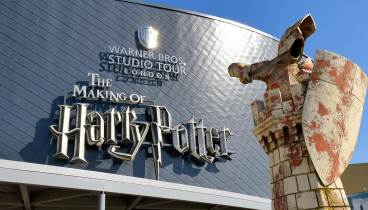 WARNER BROS.
STUDIO TOUR
LONDON
THE
MAKING OF
Harry Potter